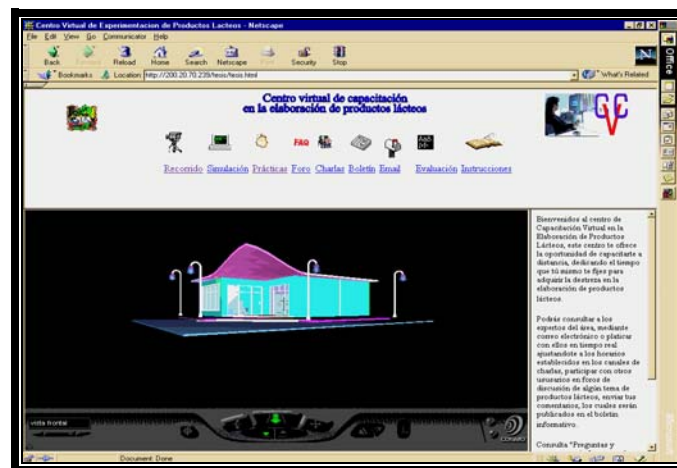 Centro Virtual de Experimentacion de Productos Lacteos - Netscape
File Edit View Go Communicator Help
Back Reload Home Search Netscape Security Stop
Bookmarks Location: http://200.20.70.239/tesis/tesis.html What's Related
Office
Centro virtual de capacitación
en la elaboración de productos lácteos
CVC
FAQ
Recorrido Simulación Prácticas Foro Charlas Boletín Email Evaluación Instrucciones
Bienvenidos al centro de
Capacitación Virtual en la
Elaboración de Productos
Lácteos, este centro te ofrece
la oportunidad de capacitarte a
distancia, dedicando el tiempo
que tú mismo te fijes para
adquirir la destreza en la
elaboración de productos
lácteos.
Podrás consultar a los
expertos del área, mediante
correo electrónico o platicar
con ellos en tiempo real
ajustandote a los horarios
establecidos en los canales de
charlas, participar con otros
usuarios en foros de
discusión de algún tema de
productos lácteos, enviar tus
comentarios, los cuales serán
publicados en el boletín
informativo.
Consulta "Preguntas y
vista frontal
COSMO
Document: Done